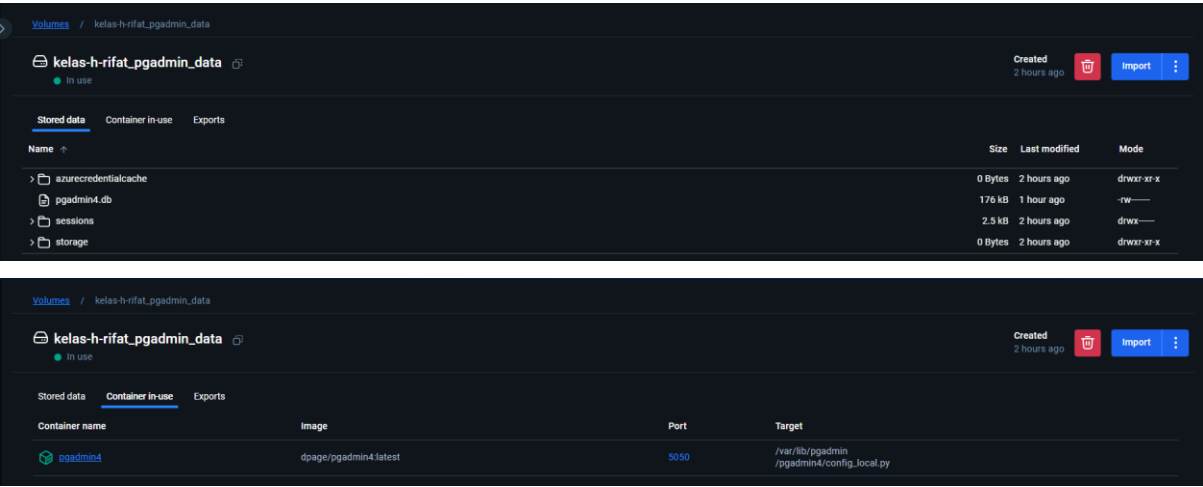 Volumes / kelas-h-rifat_pgadmin_data
kelas-h-rifat_pgadmin_data
In use
Created
2 hours ago
Import
Stored data Container in-use Exports
Name Size Last modified Mode
azurecredentialcache 0 Bytes 2 hours ago drwxr-xr-x
pgadmin4.db 176 kB 1 hour ago -rw-------
sessions 2.5 kB 2 hours ago drwx------
storage 0 Bytes 2 hours ago drwxr-xr-x
Volumes / kelas-h-rifat_pgadmin_data
kelas-h-rifat_pgadmin_data
In use
Created
2 hours ago
Import
Stored data Container in-use Exports
Container name Image Port Target
pgadmin4 dpage/pgadmin4:latest 5050 /var/lib/pgadmin
/pgadmin4/config_local.py